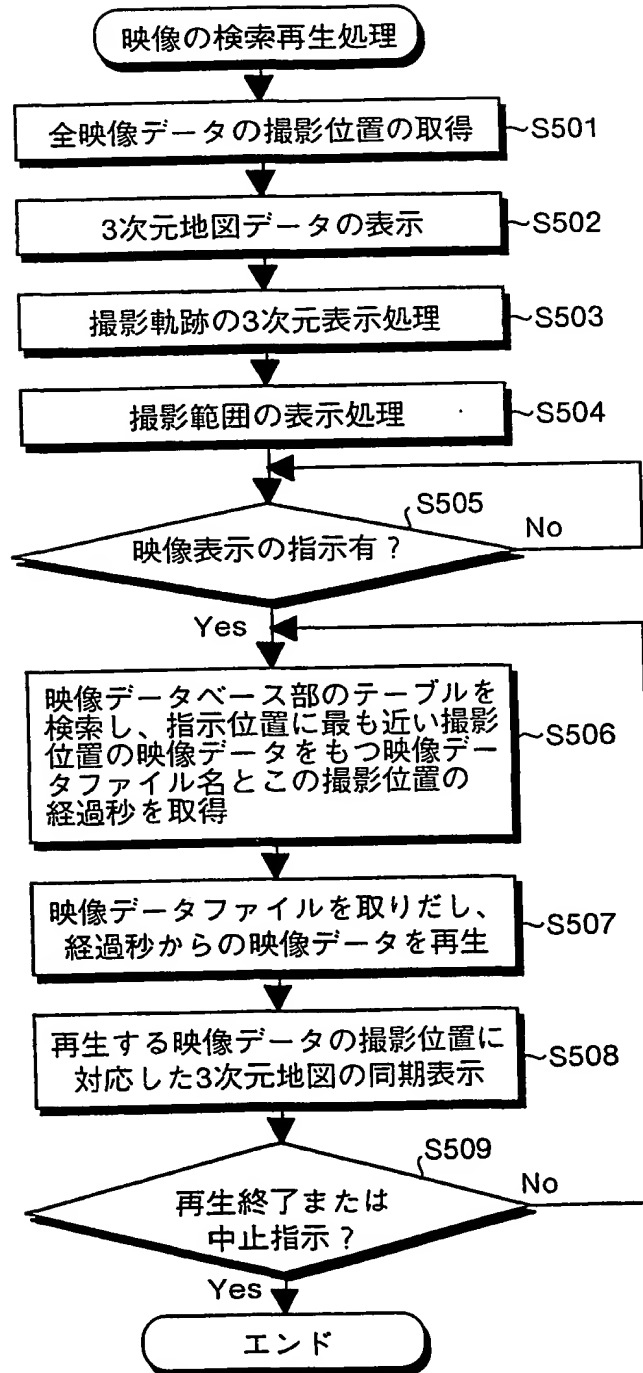 映像の検索再生処理
全映像データの撮影位置の取得
~S501
3次元地図データの表示
~S502
撮影軌跡の3次元表示処理
~S503
撮影範囲の表示処理
~S504
S505
映像表示の指示有？
No
Yes
映像データベース部のテーブルを
検索し、指示位置に最も近い撮影
位置の映像データをもつ映像デー
タファイル名とこの撮影位置の
経過秒を取得
~S506
映像データファイルを取りだし、
経過秒からの映像データを再生
~S507
再生する映像データの撮影位置に
対応した3次元地図の同期表示
~S508
S509
再生終了または
中止指示？
No
Yes
エンド